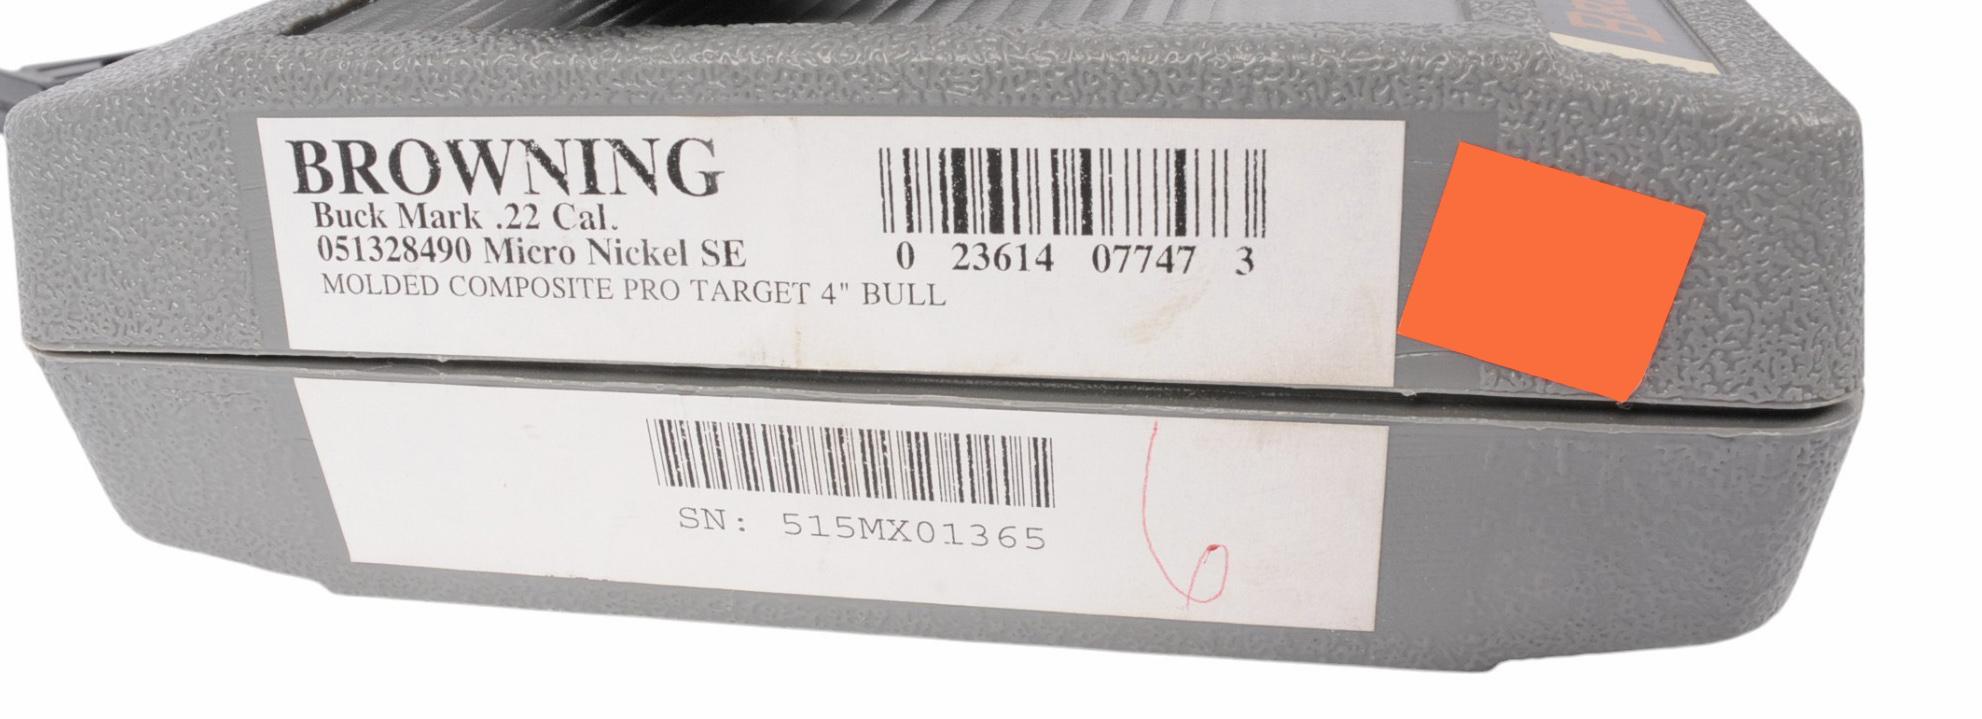 BROWNING
Buck Mark .22 Cal.
051328490 Micro Nickel SE
MOLDED COMPOSITE PRO TARGET 4" BULL
0 23614 07747 3
SN: 515MX01365
6